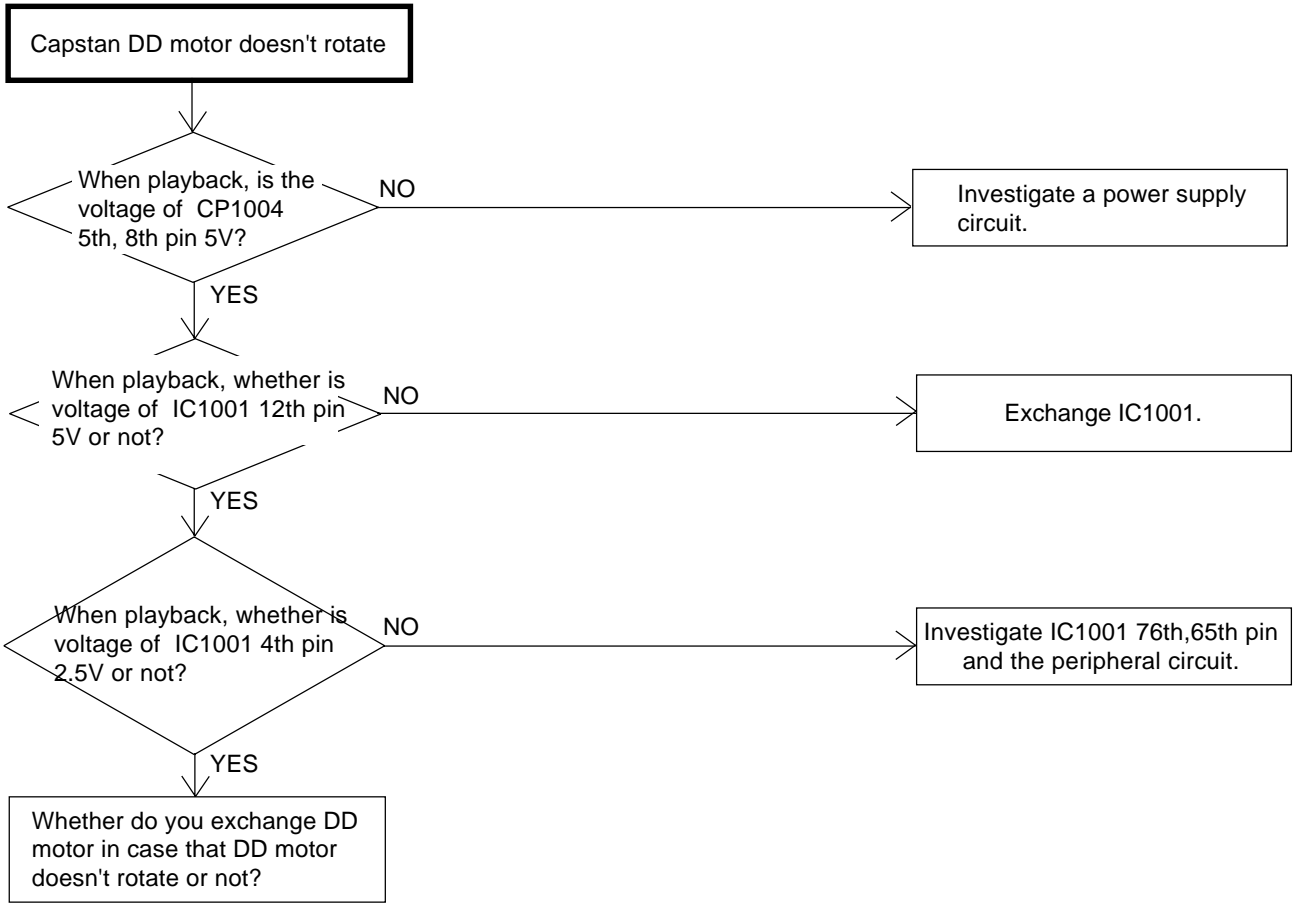 Capstan DD motor doesn't rotate
When playback, is the
voltage of CP1004
5th, 8th pin 5V?
NO
Investigate a power supply
circuit.
YES
When playback, whether is
voltage of IC1001 12th pin
5V or not?
NO
Exchange IC1001.
YES
When playback, whether is
voltage of IC1001 4th pin
2.5V or not?
NO
Investigate IC1001 76th,65th pin
and the peripheral circuit.
YES
Whether do you exchange DD
motor in case that DD motor
doesn't rotate or not?